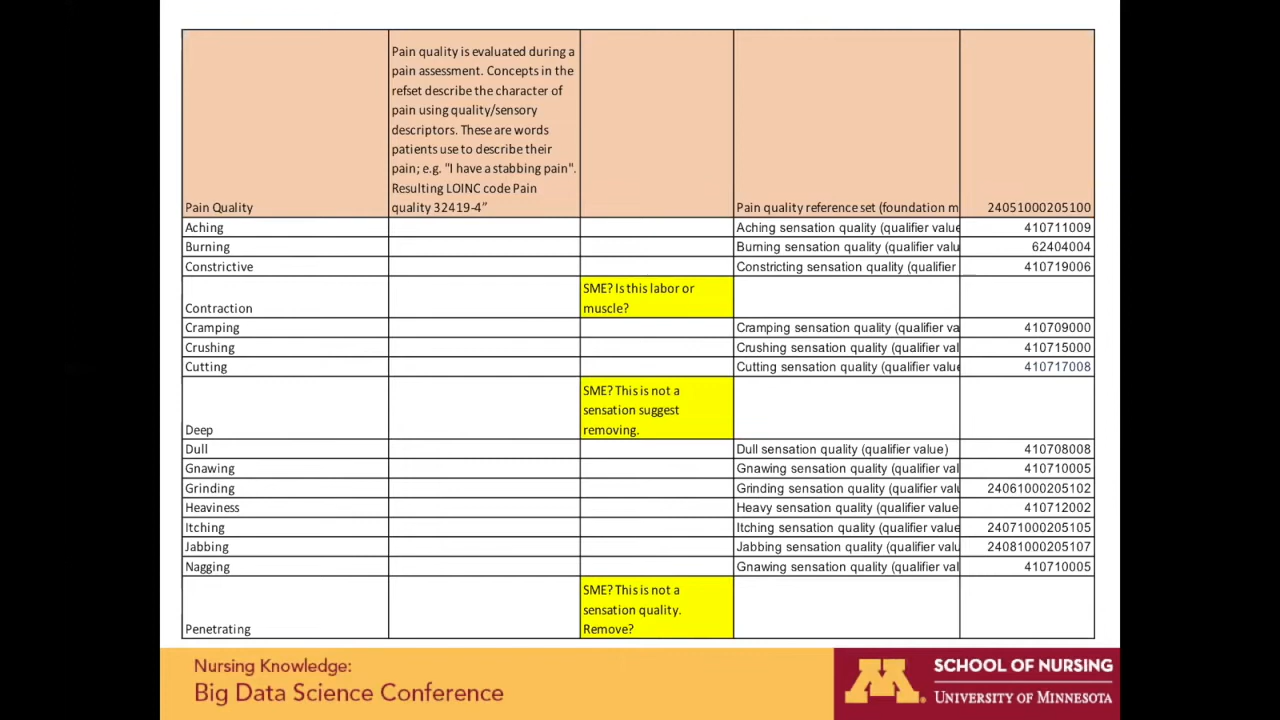 Pain quality is evaluated during a
pain assessment. Concepts in the
refset describe the character of
pain using quality/sensory
descriptors. These are words
patients use to describe their
pain; e.g. "I have a stabbing pain".
Resulting LOINC code Pain
Pain Quality quality 32419-4” Pain quality reference set (foundation m 24051000205100
Aching Aching sensation quality (qualifier value 410711009
Burning Burning sensation quality (qualifier valu 62404004
Constrictive Constricting sensation quality (qualifier 410719006
SME? Is this labor or
Contraction muscle?
Cramping Cramping sensation quality (qualifier va 410709000
Crushing Crushing sensation quality (qualifier val 410715000
Cutting Cutting sensation quality (qualifier value 410717008
SME? This is not a
sensation suggest
Deep removing.
Dull Dull sensation quality (qualifier value) 410708008
Gnawing Gnawing sensation quality (qualifier val 410710005
Grinding Grinding sensation quality (qualifier valu 24061000205102
Heaviness Heavy sensation quality (qualifier value 410712002
Itching Itching sensation quality (qualifier value 24071000205105
Jabbing Jabbing sensation quality (qualifier valu 24081000205107
Nagging Gnawing sensation quality (qualifier val 410710005
SME? This is not a
sensation quality.
Penetrating Remove?
Nursing Knowledge:
Big Data Science Conference
M
SCHOOL OF NURSING
UNIVERSITY OF MINNESOTA